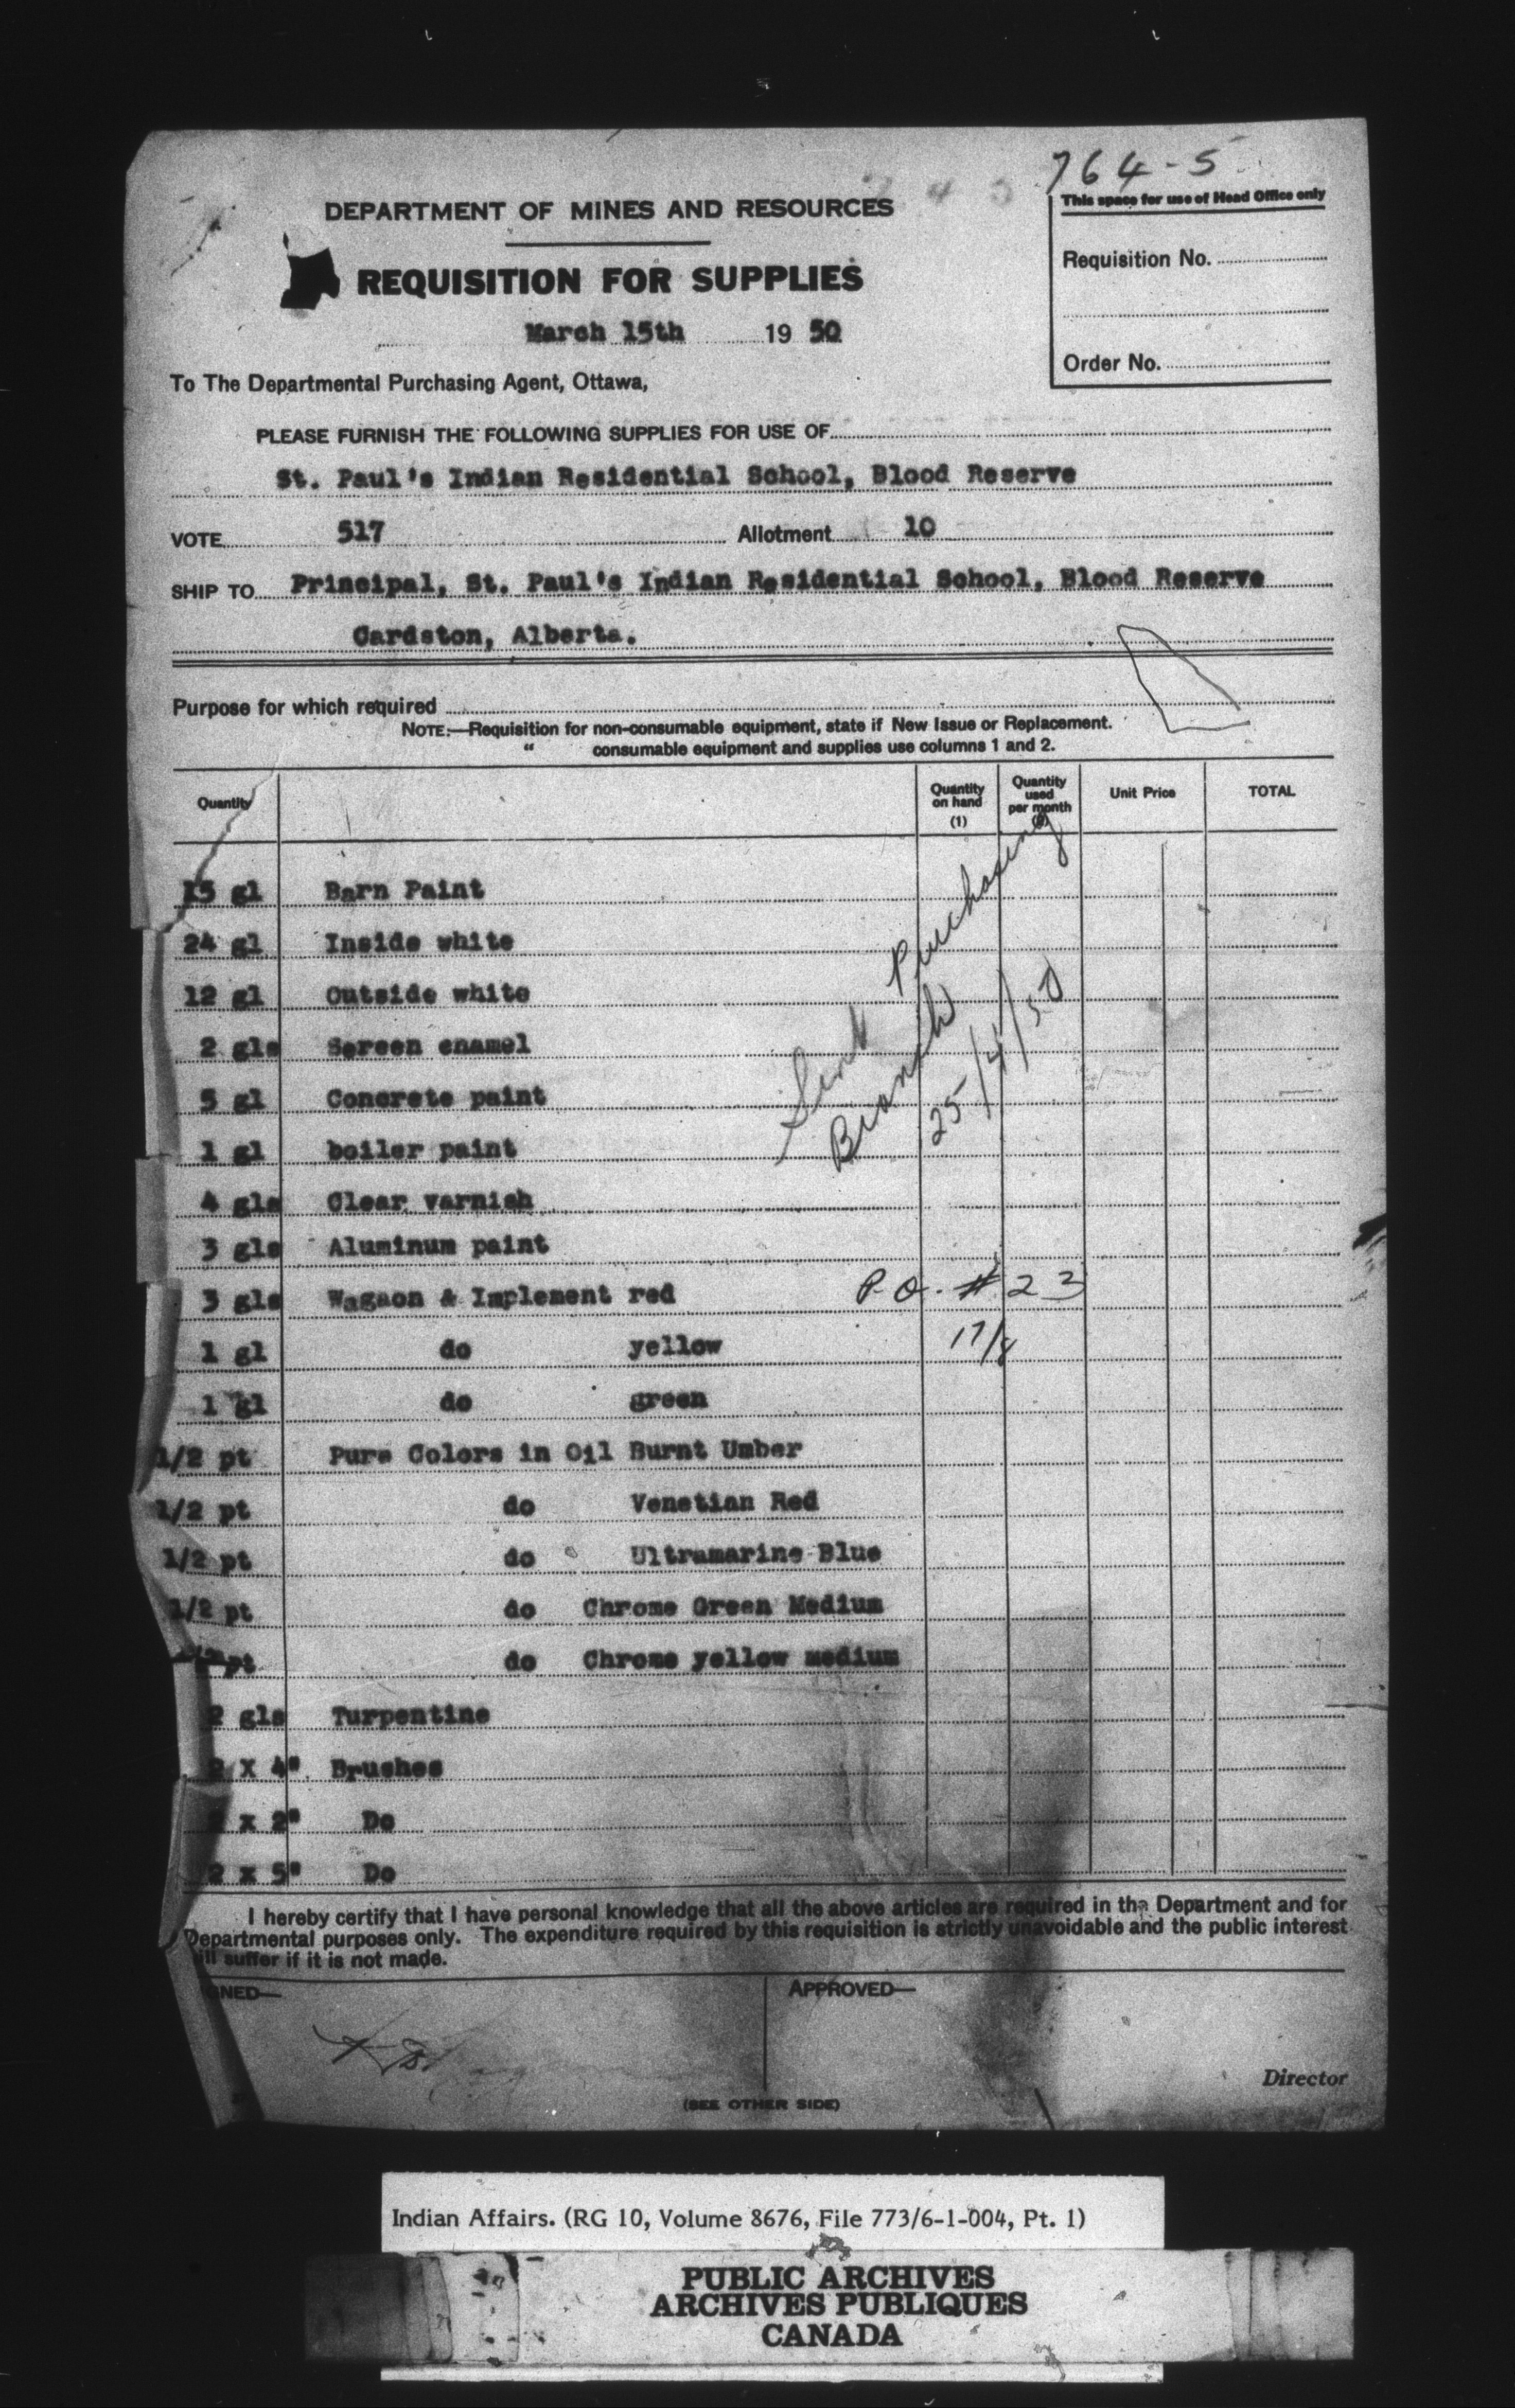 764-5
This space for use of Head Office only
DEPARTMENT OF MINES AND RESOURCES
Requisition No.
REQUISITION FOR SUPPLIES
March 15th 19 50
Order No.
To The Departmental Purchasing Agent, Ottawa,
PLEASE FURNISH THE FOLLOWING SUPPLIES FOR USE OF
St. Paul's Indian Residential School, Blood Reserve
VOTE 517 Allotment 10
SHIP TO Principal, St. Paul's Indian Residential School, Blood Reserve
Cardston, Alberta.
Purpose for which required
NOTE:—Requisition for non-consumable equipment, state if New Issue or Replacement.
" consumable equipment and supplies use columns 1 and 2.
Quantity Quantity on hand (1) Quantity used per month (2) Unit Price TOTAL
15 gl Barn Paint
24 gl Inside white
12 gl Outside white
2 gls Screen enamel
5 gl Concrete paint
1 gl boiler paint
Sent Purchasing
Branch
25/4/50
4 gls Clear varnish
3 gls Aluminum paint
3 gls Wagaon & Implement red P.O. #23
1 gl do yellow 17/8
1 gl do green
1/2 pt Pure Colors in Oil Burnt Umber
1/2 pt do Venetian Red
1/2 pt do Ultramarine Blue
1/2 pt do Chrome Green Medium
pt do Chrome yellow medium
2 gls Turpentine
2 X 4" Brushes
x 2" Do
2 x 5" Do
I hereby certify that I have personal knowledge that all the above articles are required in the Department and for
Departmental purposes only. The expenditure required by this requisition is strictly unavoidable and the public interest
will suffer if it is not made.
SIGNED— APPROVED—
Director
(SEE OTHER SIDE)
Indian Affairs. (RG 10, Volume 8676, File 773/6-1-004, Pt. 1)
PUBLIC ARCHIVES
ARCHIVES PUBLIQUES
CANADA